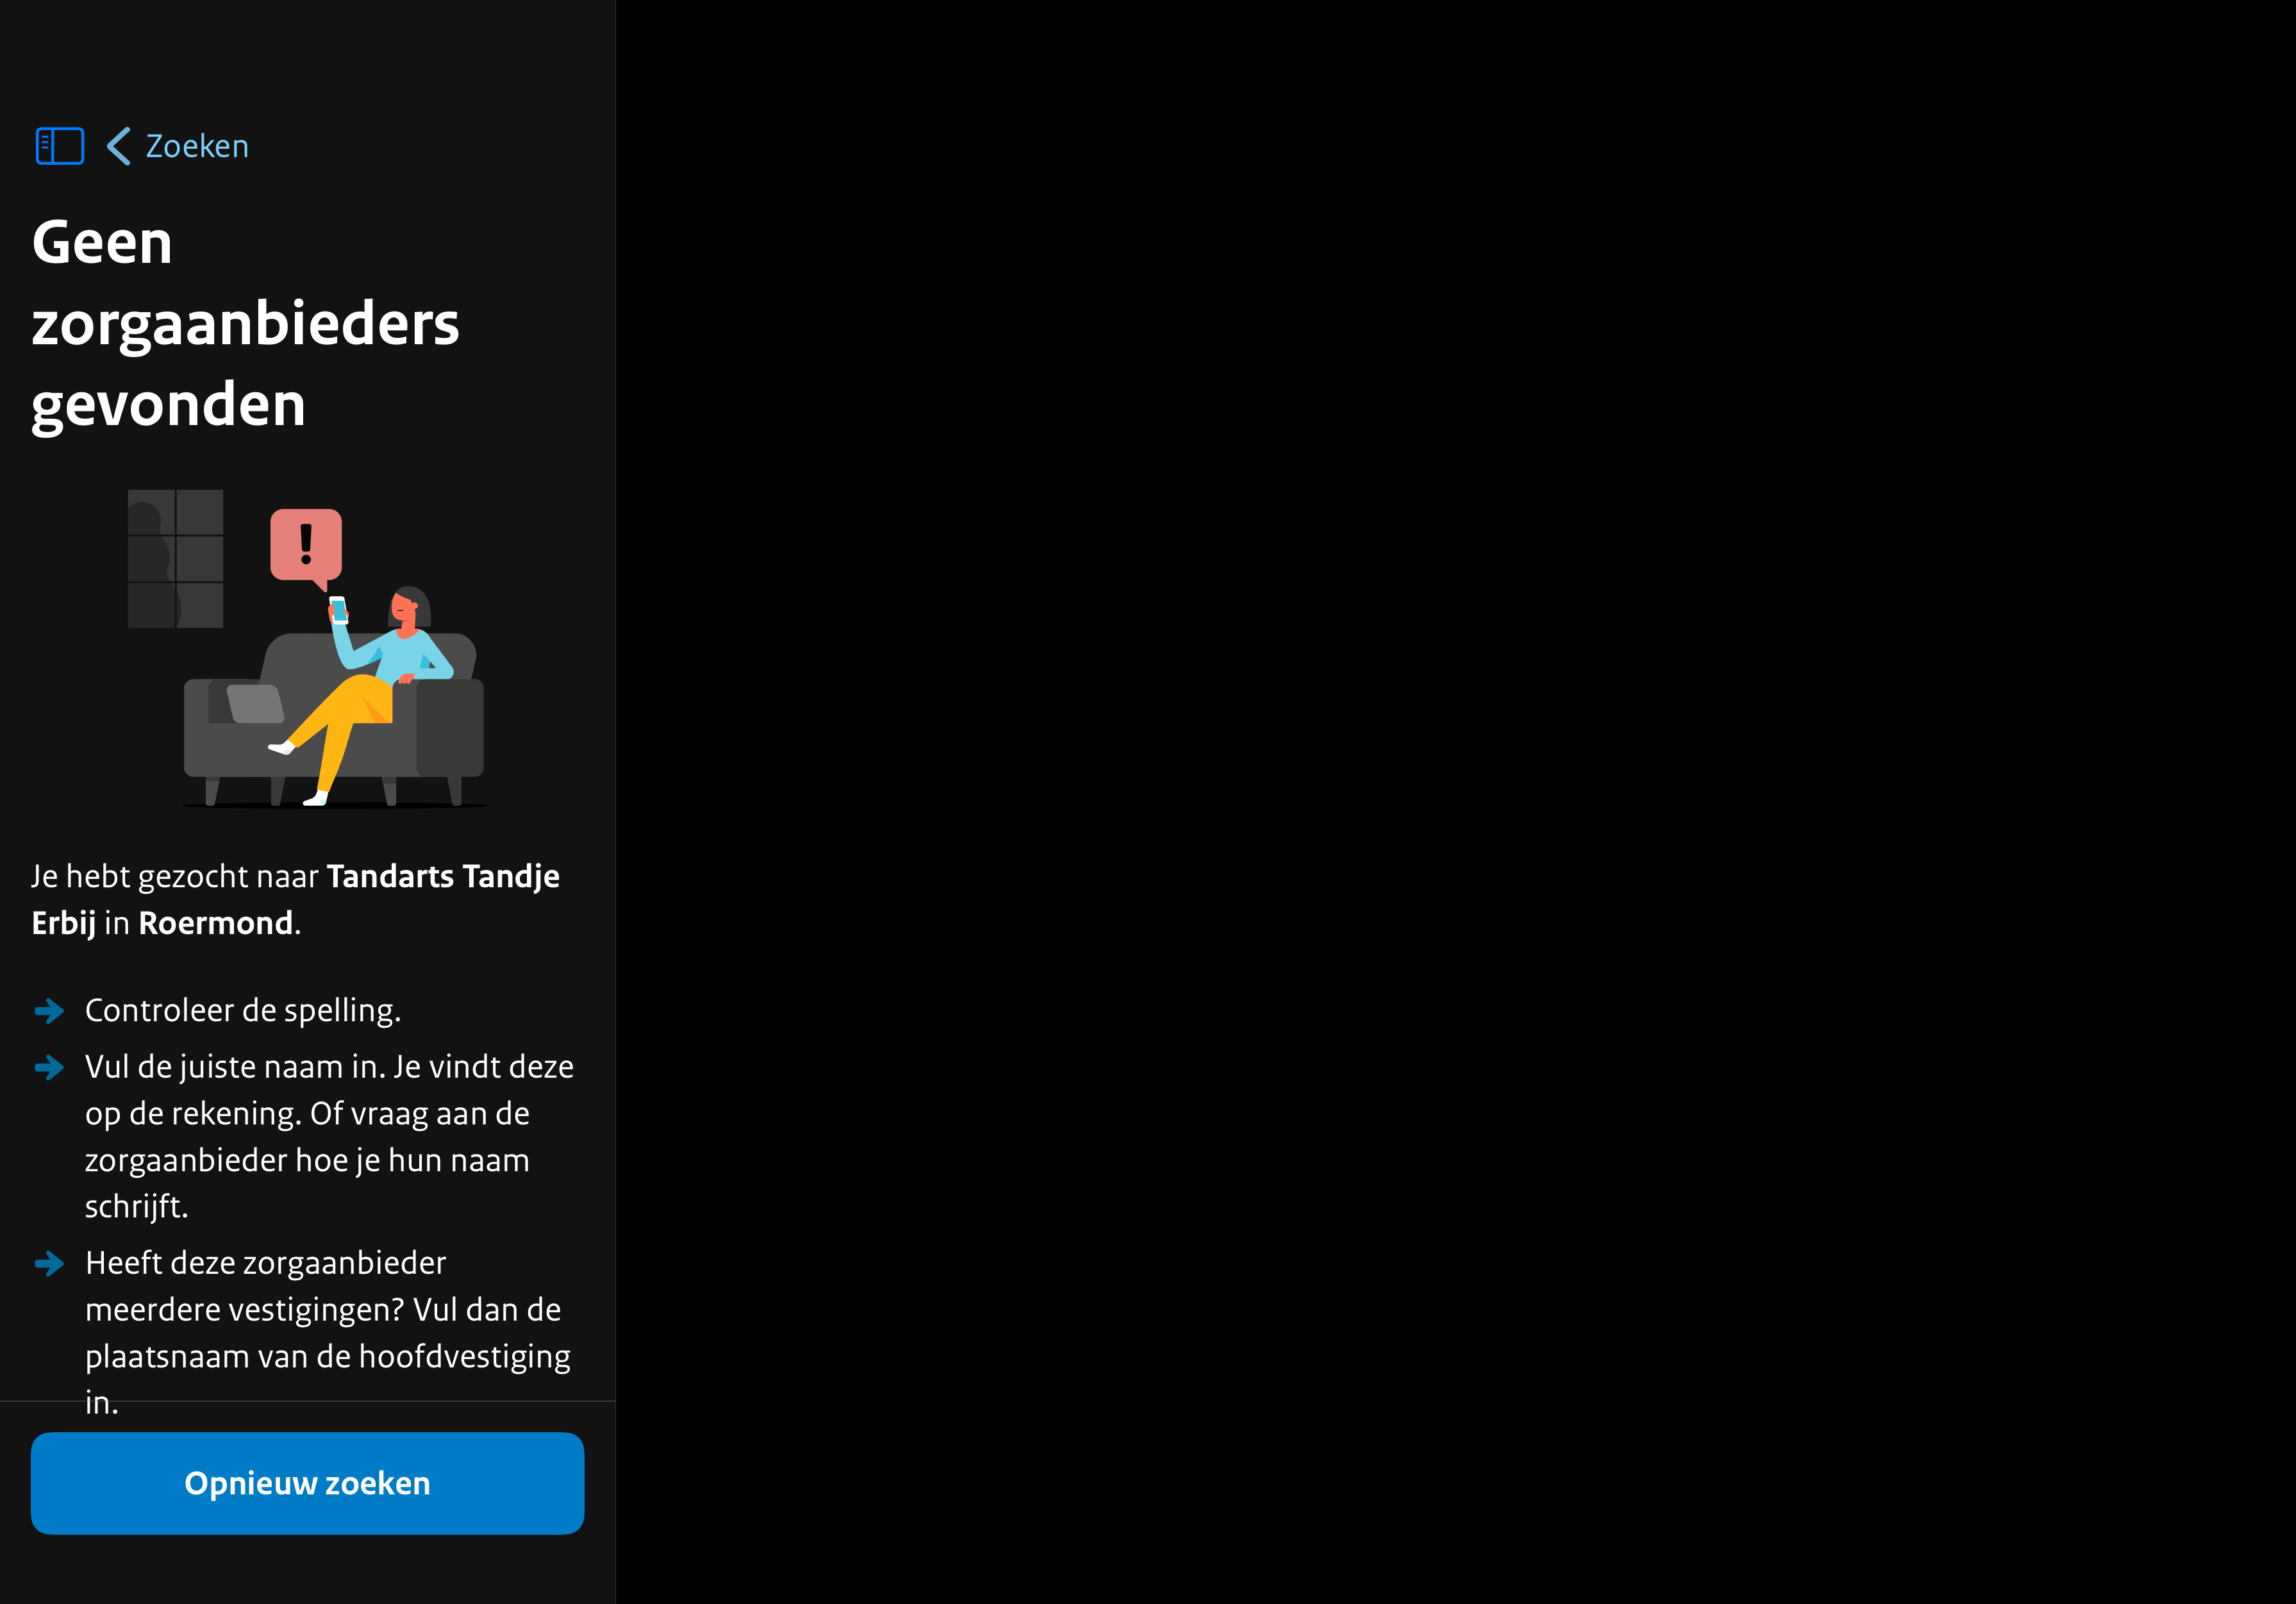 Zoeken
Geen
zorgaanbieders
gevonden
!
Je hebt gezocht naar Tandarts Tandje
Erbij in Roermond.
Controleer de spelling.
Vul de juiste naam in. Je vindt deze
op de rekening. Of vraag aan de
zorgaanbieder hoe je hun naam
schrijft.
Heeft deze zorgaanbieder
meerdere vestigingen? Vul dan de
plaatsnaam van de hoofdvestiging
in.
Opnieuw zoeken